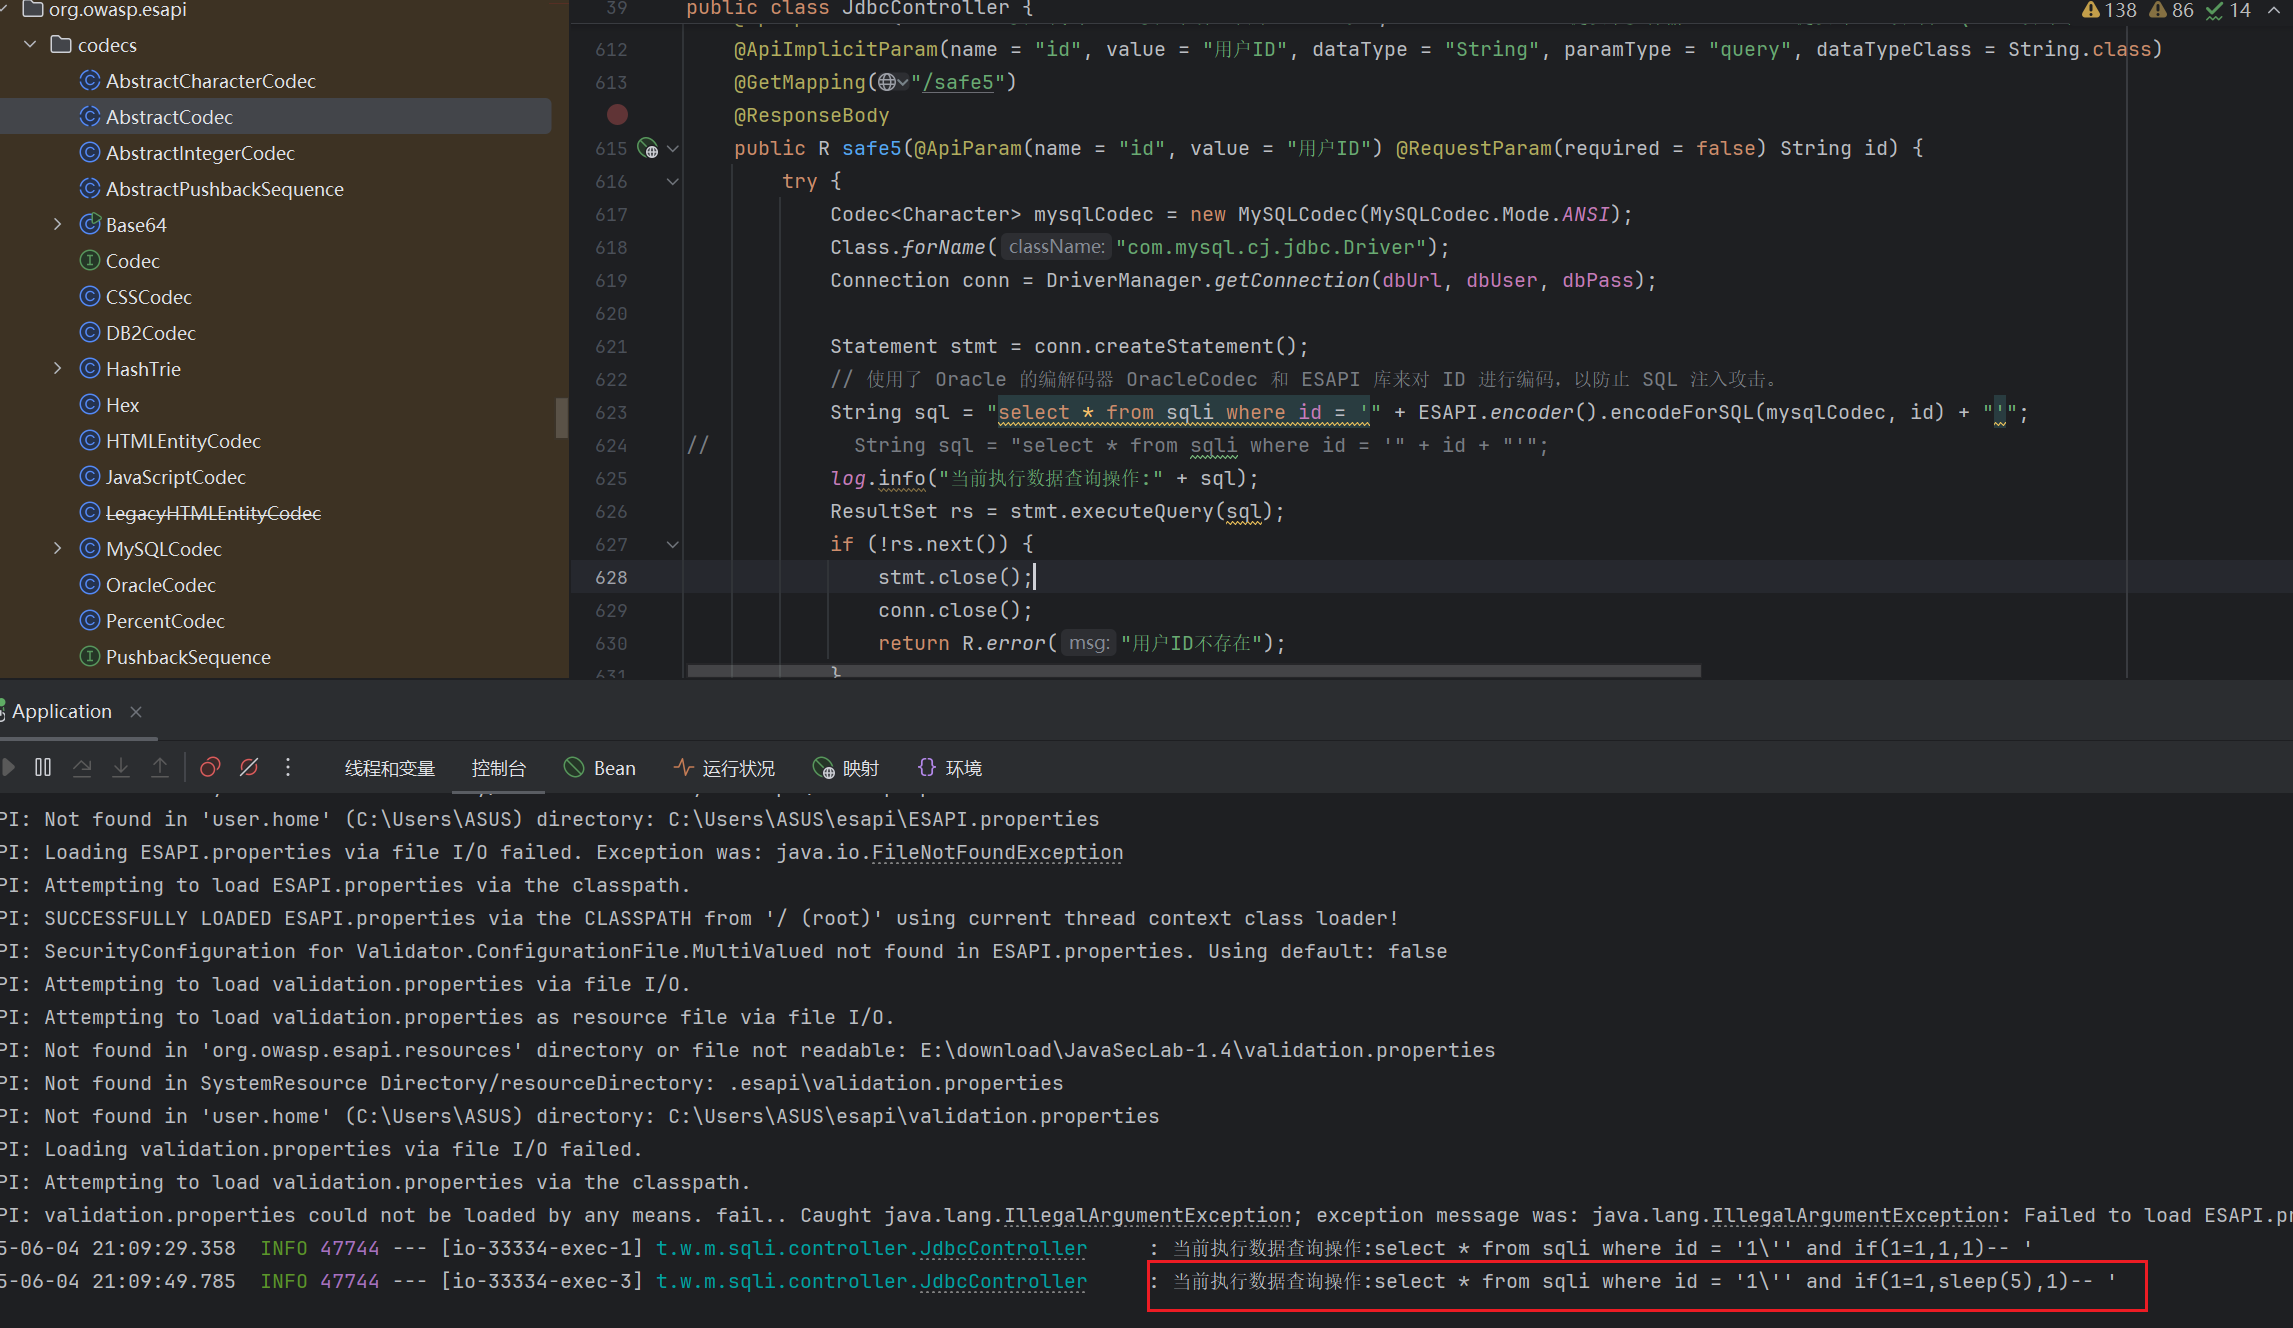 org.owasp.esapi
codecs
AbstractCharacterCodec
AbstractCodec
AbstractIntegerCodec
AbstractPushbackSequence
Base64
Codec
CSSCodec
DB2Codec
HashTrie
Hex
HTMLEntityCodec
JavaScriptCodec
LegacyHTMLEntityCodec
MySQLCodec
OracleCodec
PercentCodec
PushbackSequence
39 public class JdbcController {
138 86 14
612 @ApiImplicitParam(name = "id", value = "用户ID", dataType = "String", paramType = "query", dataTypeClass = String.class)
613 @GetMapping("/safe5")
@ResponseBody
615 public R safe5(@ApiParam(name = "id", value = "用户ID") @RequestParam(required = false) String id) {
616 try {
617 Codec<Character> mysqlCodec = new MySQLCodec(MySQLCodec.Mode.ANSI);
618 Class.forName( className: "com.mysql.cj.jdbc.Driver");
619 Connection conn = DriverManager.getConnection(dbUrl, dbUser, dbPass);
620
621 Statement stmt = conn.createStatement();
622 // 使用了 Oracle 的编解码器 OracleCodec 和 ESAPI 库来对 ID 进行编码，以防止 SQL 注入攻击。
623 String sql = "select * from sqli where id = '" + ESAPI.encoder().encodeForSQL(mysqlCodec, id) + "'";
624 // String sql = "select * from sqli where id = '" + id + "'";
625 log.info("当前执行数据查询操作:" + sql);
626 ResultSet rs = stmt.executeQuery(sql);
627 if (!rs.next()) {
628 stmt.close();
629 conn.close();
630 return R.error( msg: "用户ID不存在");
631 }
Application
线程和变量 控制台 Bean 运行状况 映射 环境
PI: Not found in 'user.home' (C:\Users\ASUS) directory: C:\Users\ASUS\esapi\ESAPI.properties
PI: Loading ESAPI.properties via file I/O failed. Exception was: java.io.FileNotFoundException
PI: Attempting to load ESAPI.properties via the classpath.
PI: SUCCESSFULLY LOADED ESAPI.properties via the CLASSPATH from '/ (root)' using current thread context class loader!
PI: SecurityConfiguration for Validator.ConfigurationFile.MultiValued not found in ESAPI.properties. Using default: false
PI: Attempting to load validation.properties via file I/O.
PI: Attempting to load validation.properties as resource file via file I/O.
PI: Not found in 'org.owasp.esapi.resources' directory or file not readable: E:\download\JavaSecLab-1.4\validation.properties
PI: Not found in SystemResource Directory/resourceDirectory: .esapi\validation.properties
PI: Not found in 'user.home' (C:\Users\ASUS) directory: C:\Users\ASUS\esapi\validation.properties
PI: Loading validation.properties via file I/O failed.
PI: Attempting to load validation.properties via the classpath.
PI: validation.properties could not be loaded by any means. fail.. Caught java.lang.IllegalArgumentException; exception message was: java.lang.IllegalArgumentException: Failed to load ESAPI.pr
5-06-04 21:09:29.358 INFO 47744 --- [io-33334-exec-1] t.w.m.sqli.controller.JdbcController : 当前执行数据查询操作:select * from sqli where id = '1\'' and if(1=1,1,1)-- '
5-06-04 21:09:49.785 INFO 47744 --- [io-33334-exec-3] t.w.m.sqli.controller.JdbcController : 当前执行数据查询操作:select * from sqli where id = '1\'' and if(1=1,sleep(5),1)-- '